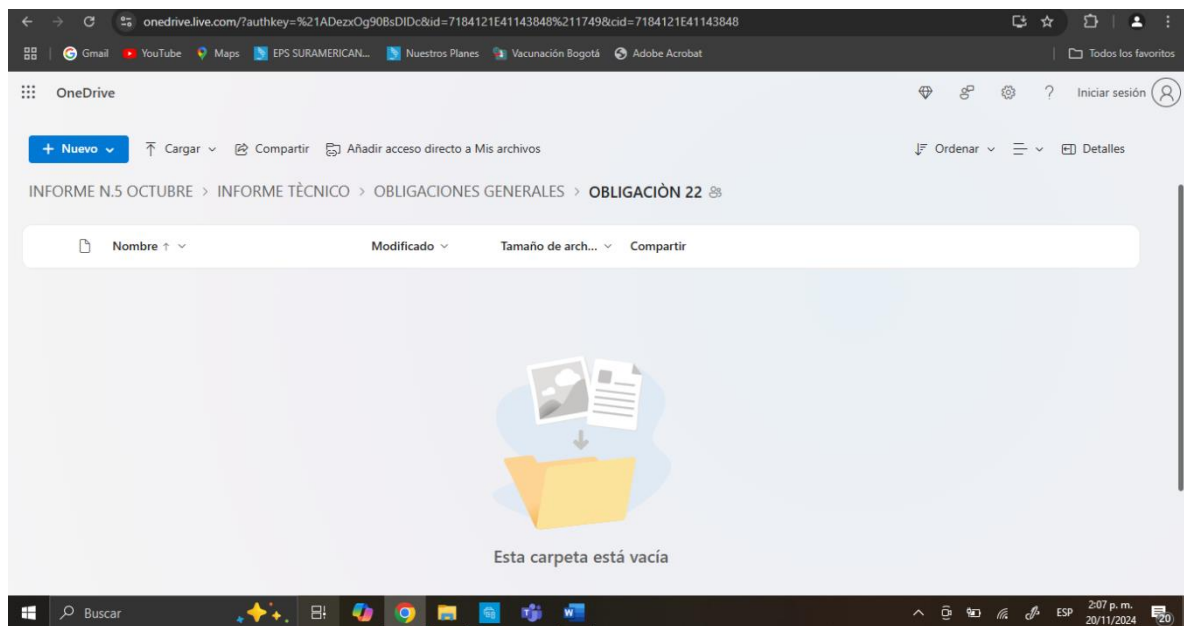 onedrive.live.com/?authkey=%21ADezxOg90BsDIDc&id=7184121E41143848%211749&cid=7184121E41143848
Gmail YouTube Maps EPS SURAMERICAN... Nuestros Planes Vacunación Bogotá Adobe Acrobat Todos los favoritos
OneDrive Iniciar sesión
+ Nuevo Cargar Compartir Añadir acceso directo a Mis archivos Ordenar Detalles
INFORME N.5 OCTUBRE > INFORME TÈCNICO > OBLIGACIONES GENERALES > OBLIGACIÒN 22
Nombre ↑ Modificado Tamaño de arch... Compartir
Esta carpeta está vacía
Buscar ESP 2:07 p. m.
20/11/2024 20